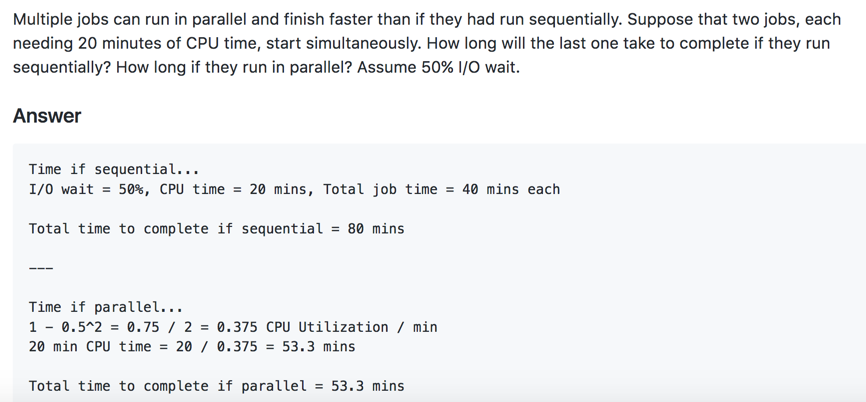 Multiple jobs can run in parallel and finish faster than if they had run sequentially. Suppose that two jobs, each
needing 20 minutes of CPU time, start simultaneously. How long will the last one take to complete if they run
sequentially? How long if they run in parallel? Assume 50% I/O wait.
Answer
Time if sequential...
I/O wait = 50%, CPU time = 20 mins, Total job time = 40 mins each
Total time to complete if sequential = 80 mins
---
Time if parallel...
1 - 0.5^2 = 0.75 / 2 = 0.375 CPU Utilization / min
20 min CPU time = 20 / 0.375 = 53.3 mins
Total time to complete if parallel = 53.3 mins